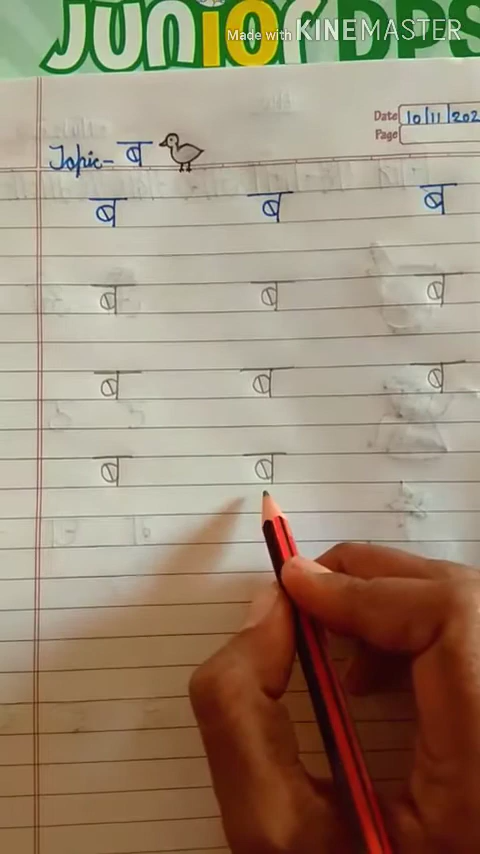 JUNIOR DPS
Made with KINEMASTER
Date 10/11/202
Page
Topic- ब
ब ब ब
ब ब ब
ब ब ब
ब ब